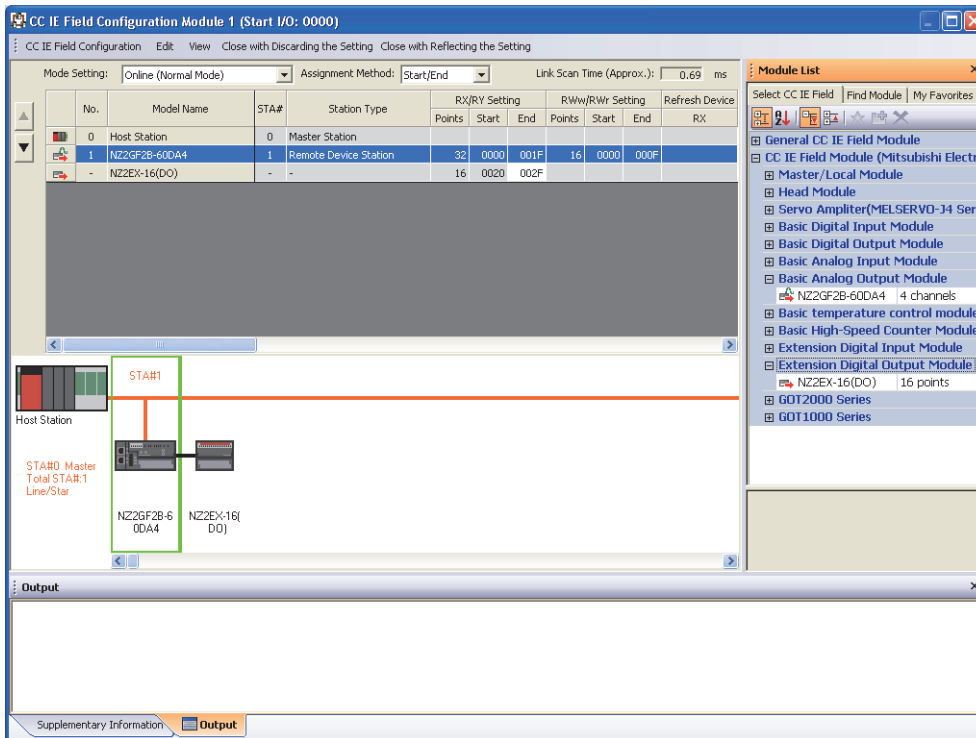 CC IE Field Configuration Module 1 (Start I/O: 0000)
CC IE Field Configuration Edit View Close with Discarding the Setting Close with Reflecting the Setting
Mode Setting: Online (Normal Mode) Assignment Method: Start/End Link Scan Time (Approx.): 0.69 ms
No. Model Name STA# Station Type RX/RY Setting RWw/RWr Setting Refresh Device
Points Start End Points Start End RX
0 Host Station 0 Master Station
1 NZ2GF2B-60DA4 1 Remote Device Station 32 0000 001F 16 0000 000F
- NZ2EX-16(DO) - - 16 0020 002F
STA#1
Host Station
STA#0 Master
Total STA#:1
Line/Star
NZ2GF2B-6
0DA4
NZ2EX-16(
DO)
Module List
Select CC IE Field Find Module My Favorites
General CC IE Field Module
CC IE Field Module (Mitsubishi Electr
Master/Local Module
Head Module
Servo Ampliter(MELSERVO-J4 Ser
Basic Digital Input Module
Basic Digital Output Module
Basic Analog Input Module
Basic Analog Output Module
NZ2GF2B-60DA4 4 channels
Basic temperature control module
Basic High-Speed Counter Module
Extension Digital Input Module
Extension Digital Output Module
NZ2EX-16(DO) 16 points
GOT2000 Series
GOT1000 Series
Output
Supplementary Information Output